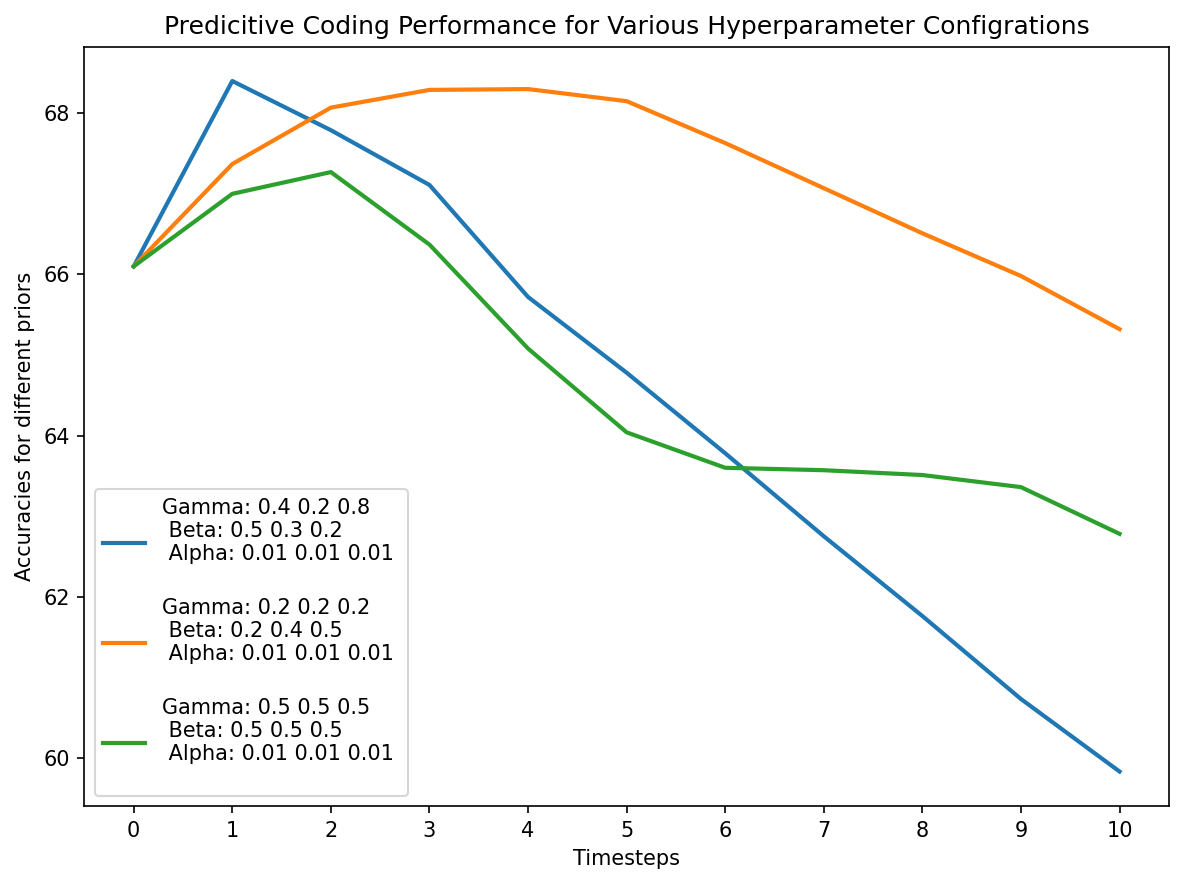 Predicitive Coding Performance for Various Hyperparameter Configrations
Accuracies for different priors
68
66
64
62
60
Gamma: 0.4 0.2 0.8
Beta: 0.5 0.3 0.2
Alpha: 0.01 0.01 0.01
Gamma: 0.2 0.2 0.2
Beta: 0.2 0.4 0.5
Alpha: 0.01 0.01 0.01
Gamma: 0.5 0.5 0.5
Beta: 0.5 0.5 0.5
Alpha: 0.01 0.01 0.01
0 1 2 3 4 5 6 7 8 9 10
Timesteps